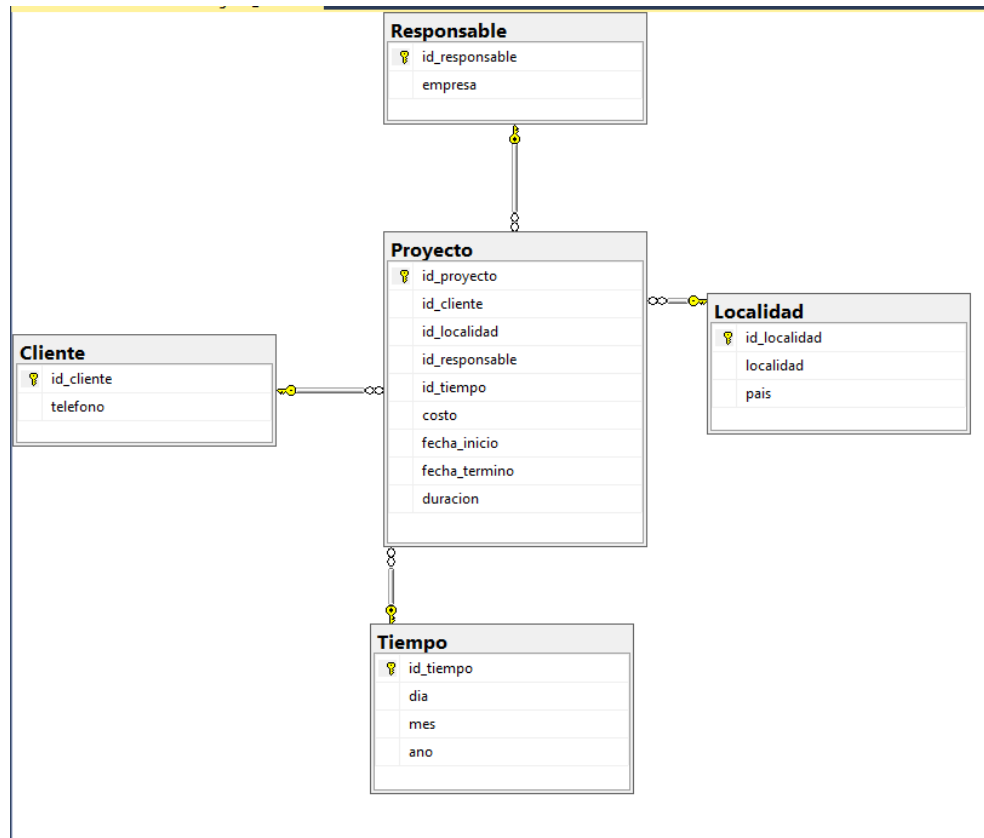 Responsable
id_responsable
empresa
Proyecto
id_proyecto
id_cliente
id_localidad
id_responsable
id_tiempo
costo
fecha_inicio
fecha_termino
duracion
Localidad
id_localidad
localidad
pais
Cliente
id_cliente
telefono
Tiempo
id_tiempo
dia
mes
ano